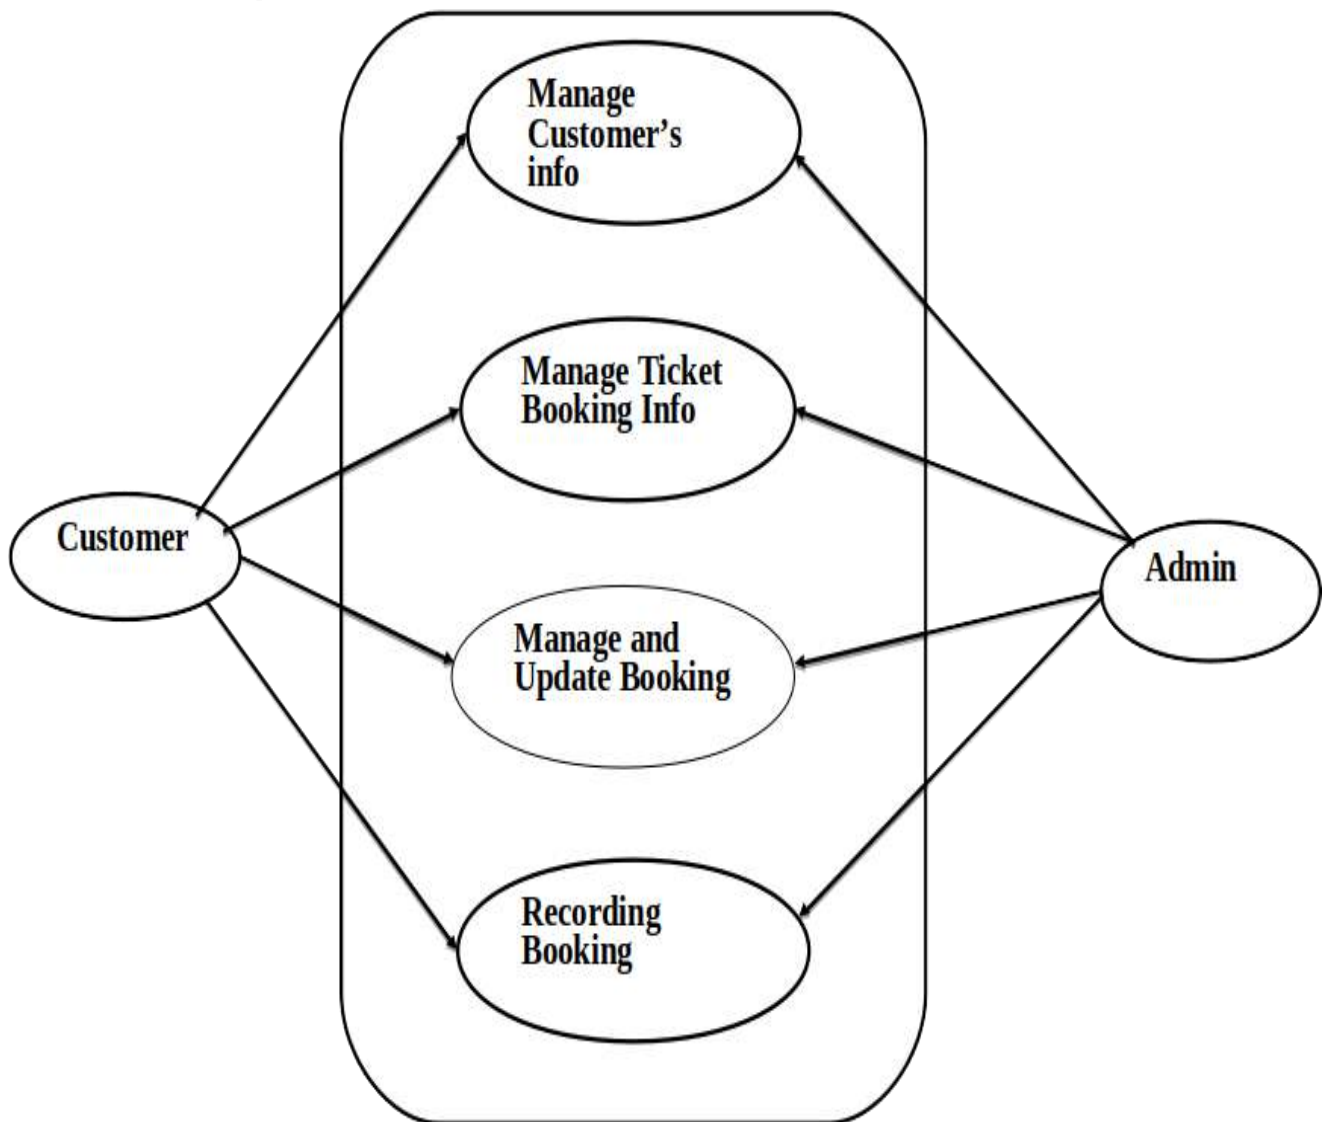 Manage
Customer’s
info
Manage Ticket
Booking Info
Customer
Admin
Manage and
Update Booking
Recording
Booking